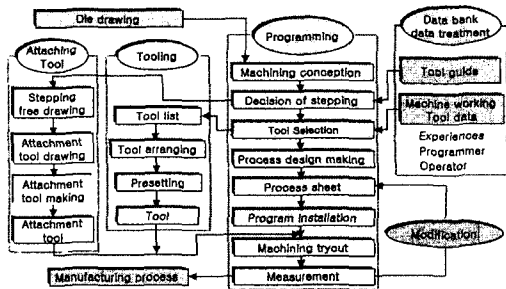 Die drawing
Attaching
Tool
Stepping
free drawing
Attachment
tool drawing
Attachment
tool making
Attachment
tool
Tooling
Tool list
Tool arranging
Presetting
Tool
Programming
Machining conception
Decision of stepping
Tool Selection
Process design making
Process sheet
Program installation
Machining tryout
Measurement
Manufacturing process
Data bank
data treatment
Tool guide
Machine working
Tool data
Experiences
Programmer
Operator
Modification